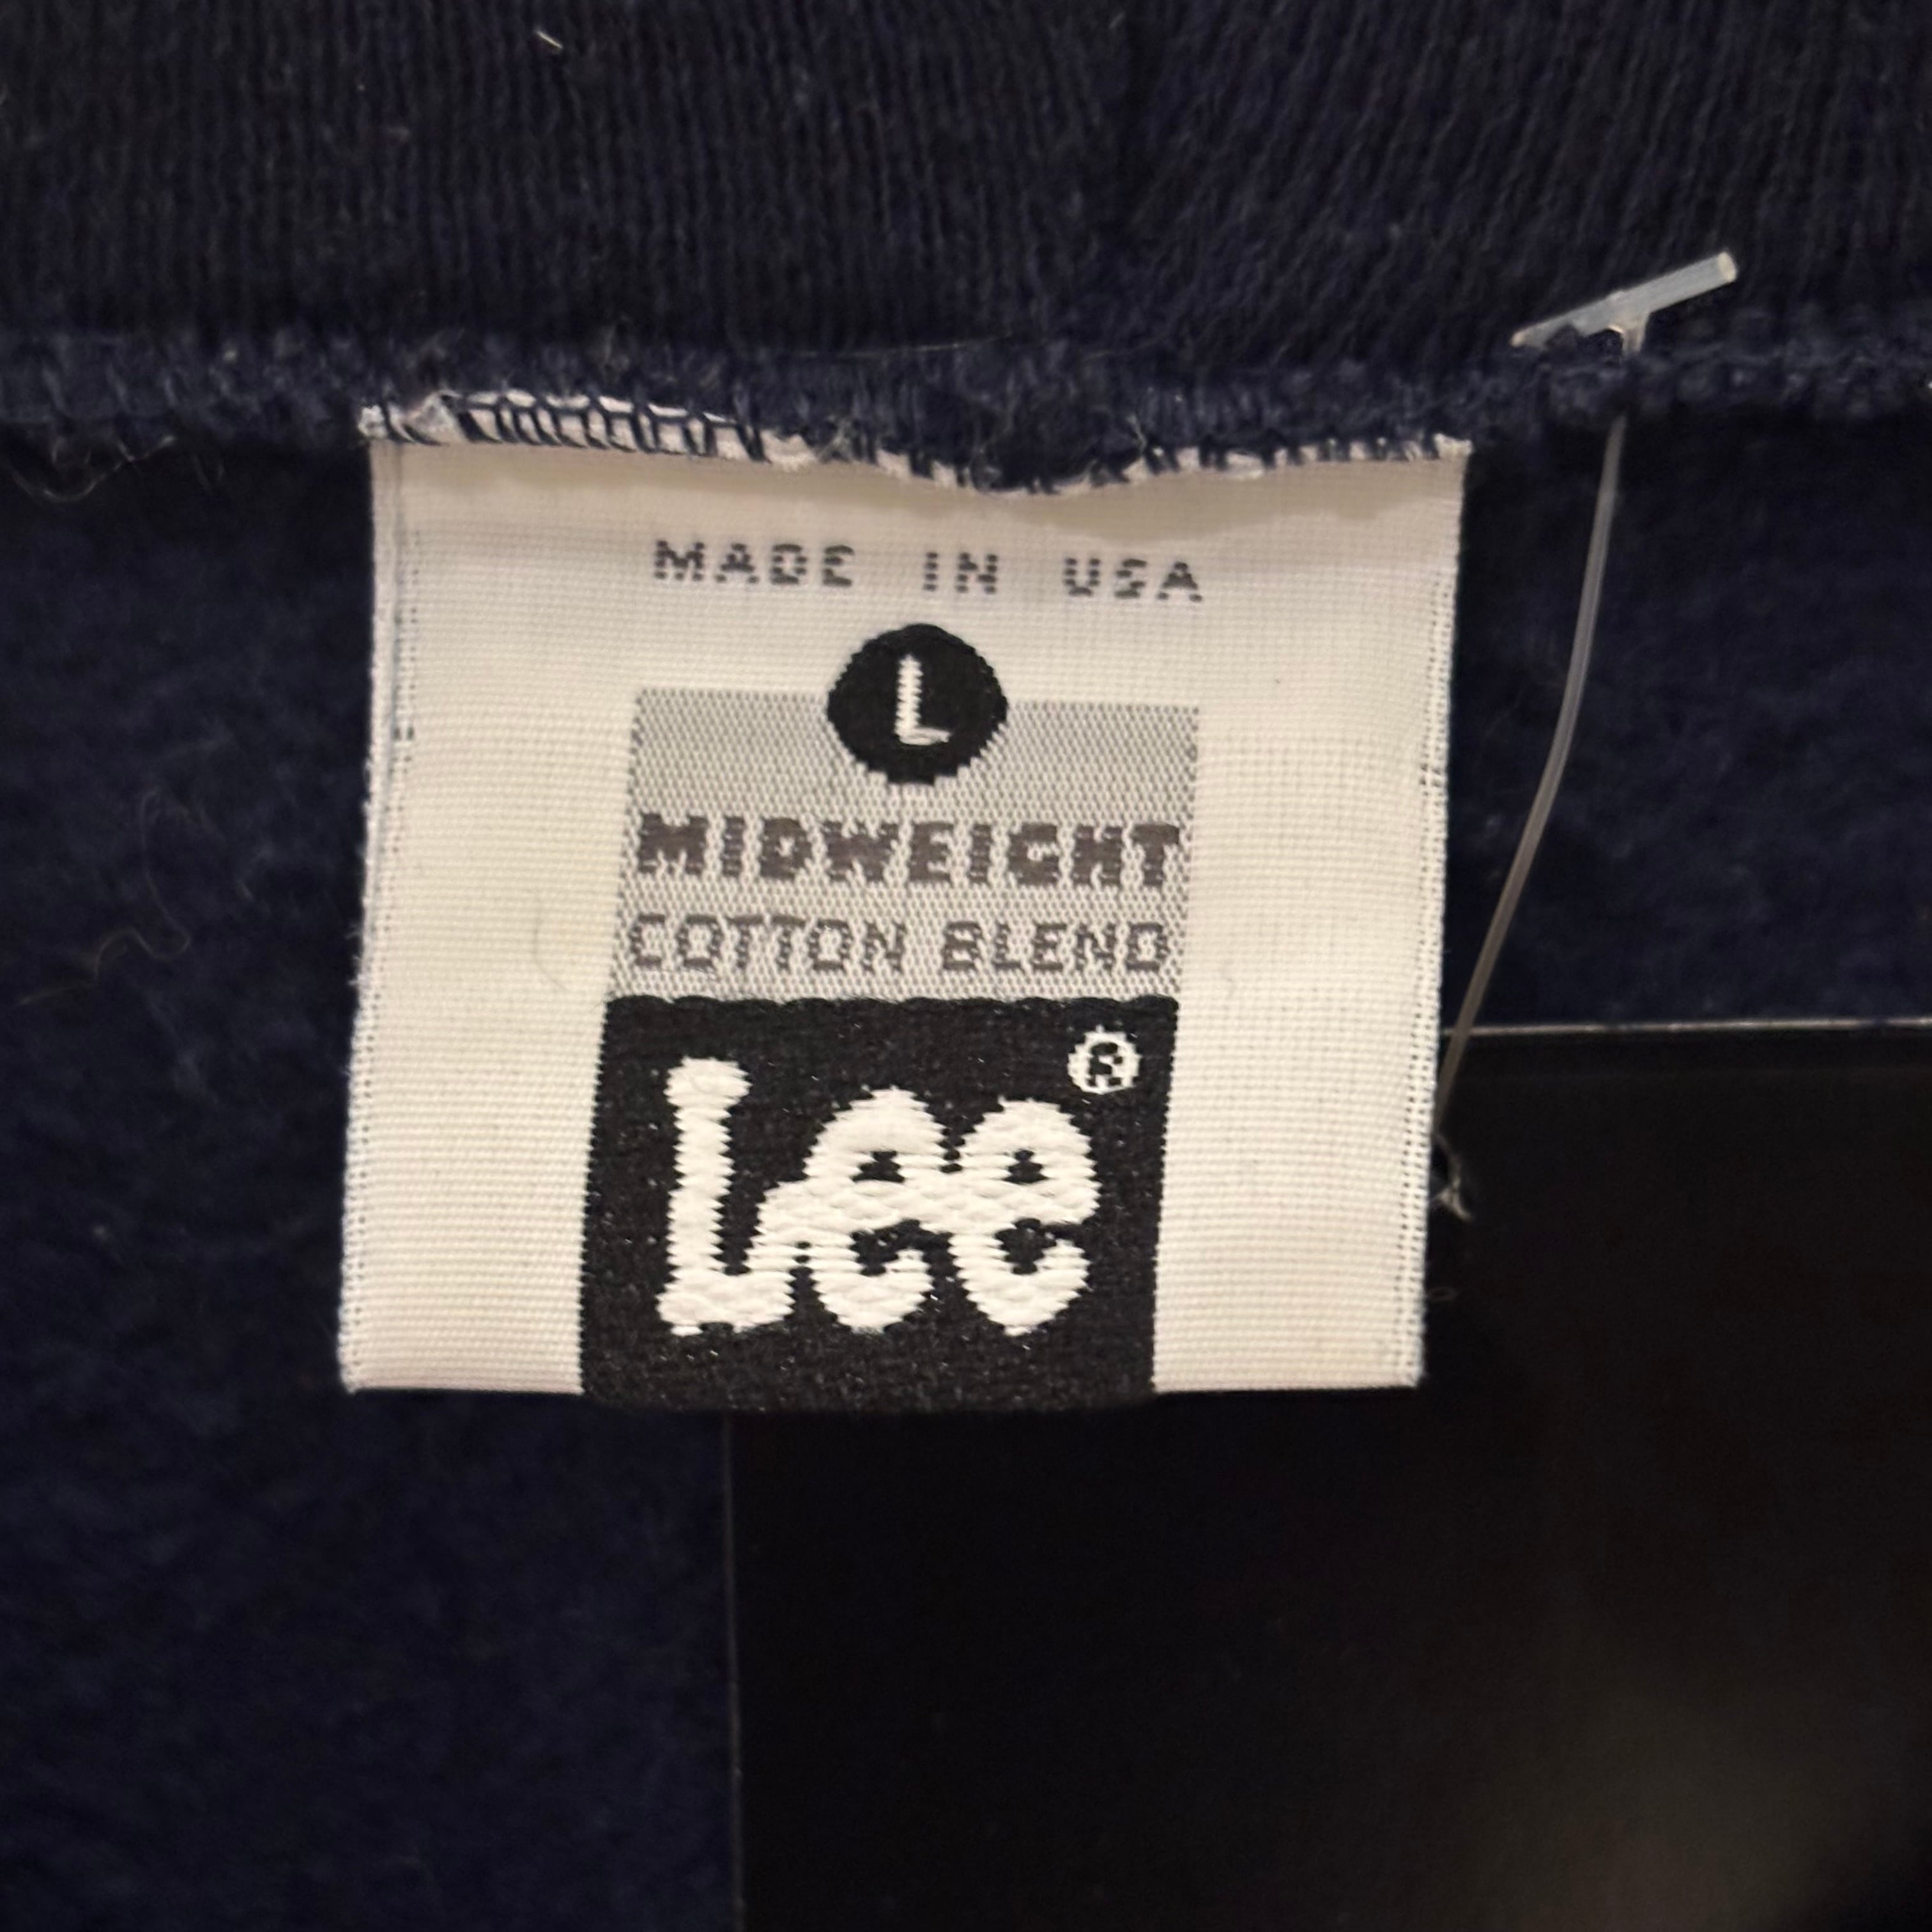 MADE IN USA
L
MIDWEIGHT
COTTON BLEND
Lee®